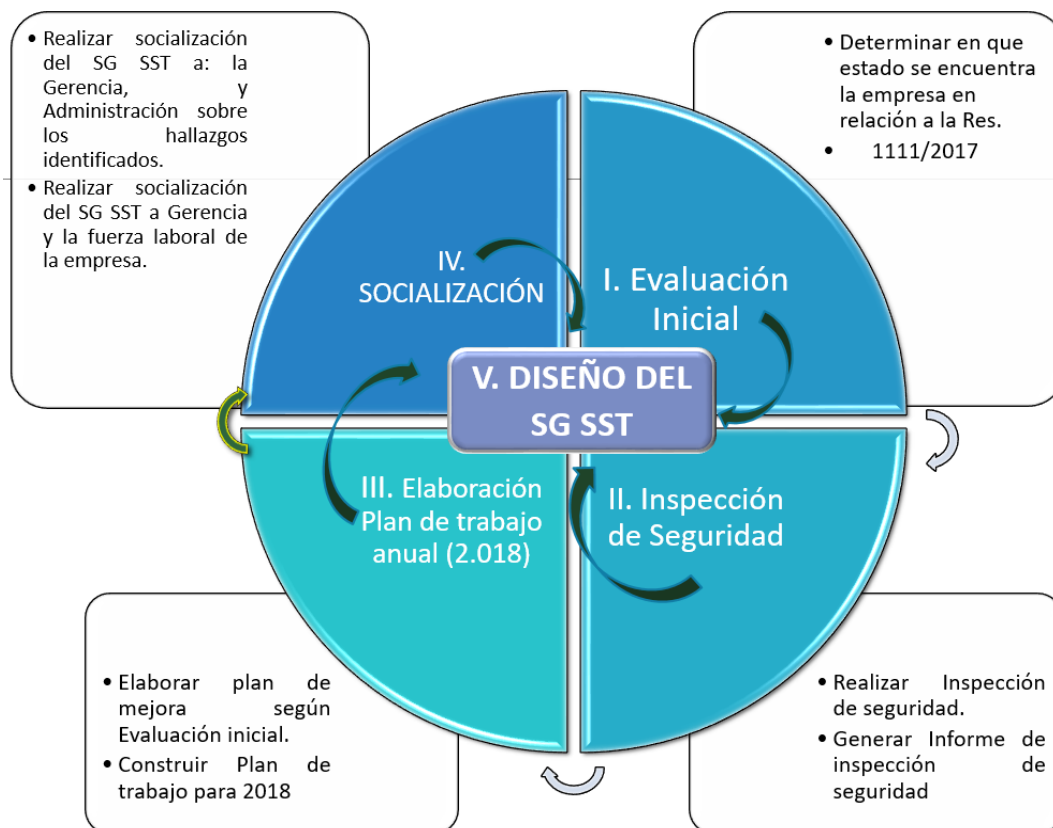 • Realizar socialización
del SG SST a: la
Gerencia, y
Administración sobre
los hallazgos
identificados.
• Realizar socialización
del SG SST a Gerencia
y la fuerza laboral de
la empresa.
• Determinar en que
estado se encuentra
la empresa en
relación a la Res.
• 1111/2017
IV.
SOCIALIZACIÓN
I. Evaluación
Inicial
V. DISEÑO DEL
SG SST
III. Elaboración
Plan de trabajo
anual (2.018)
II. Inspección
de Seguridad
• Elaborar plan de
mejora según
Evaluación inicial.
• Construir Plan de
trabajo para 2018
• Realizar Inspección
de seguridad.
• Generar Informe de
inspección de
seguridad